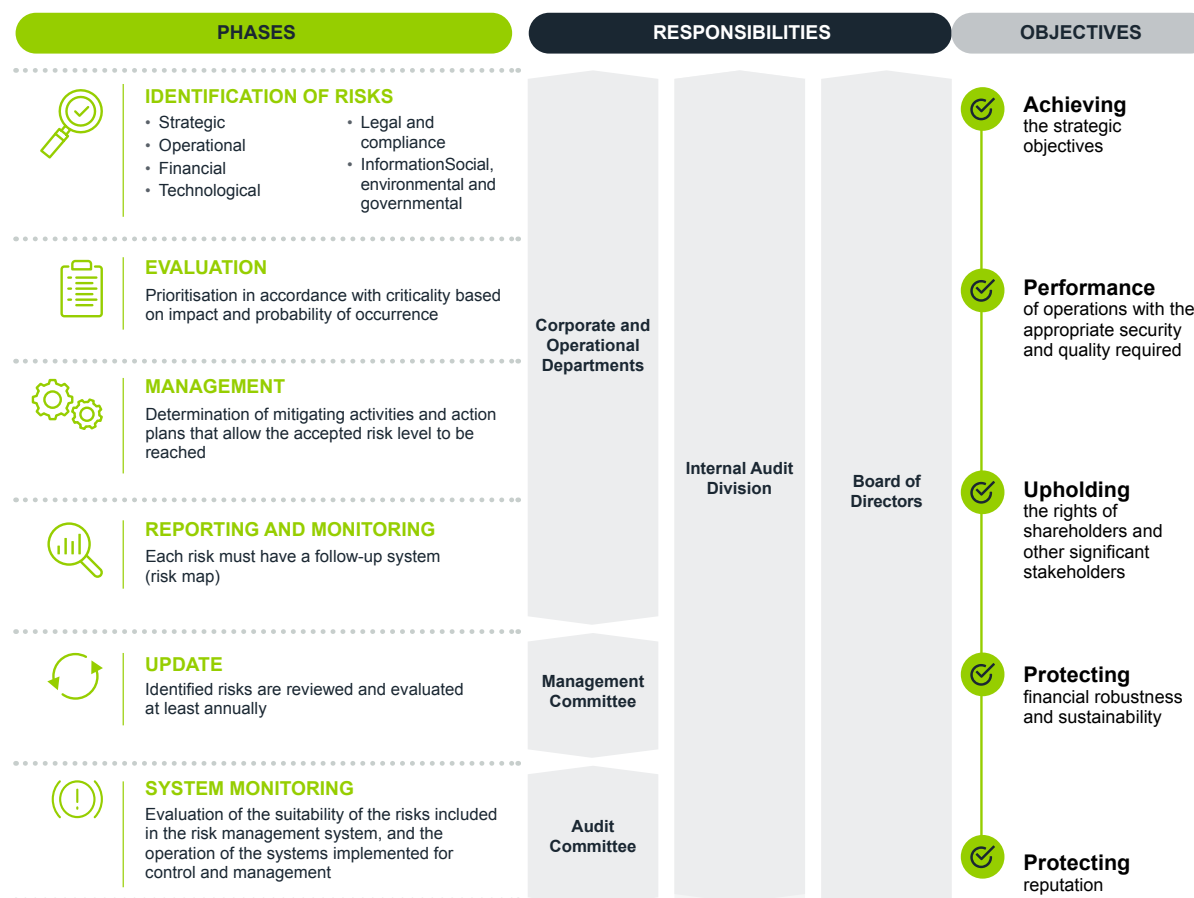 PHASES
RESPONSIBILITIES
OBJECTIVES
IDENTIFICATION OF RISKS
• Strategic
• Operational
• Financial
• Technological
• Legal and
compliance
• InformationSocial,
environmental and
governmental
EVALUATION
Prioritisation in accordance with criticality based
on impact and probability of occurrence
MANAGEMENT
Determination of mitigating activities and action
plans that allow the accepted risk level to be
reached
REPORTING AND MONITORING
Each risk must have a follow-up system
(risk map)
UPDATE
Identified risks are reviewed and evaluated
at least annually
SYSTEM MONITORING
Evaluation of the suitability of the risks included
in the risk management system, and the
operation of the systems implemented for
control and management
Corporate and
Operational
Departments
Management
Committee
Audit
Committee
Internal Audit
Division
Board of
Directors
Achieving
the strategic
objectives
Performance
of operations with the
appropriate security
and quality required
Upholding
the rights of
shareholders and
other significant
stakeholders
Protecting
financial robustness
and sustainability
Protecting
reputation